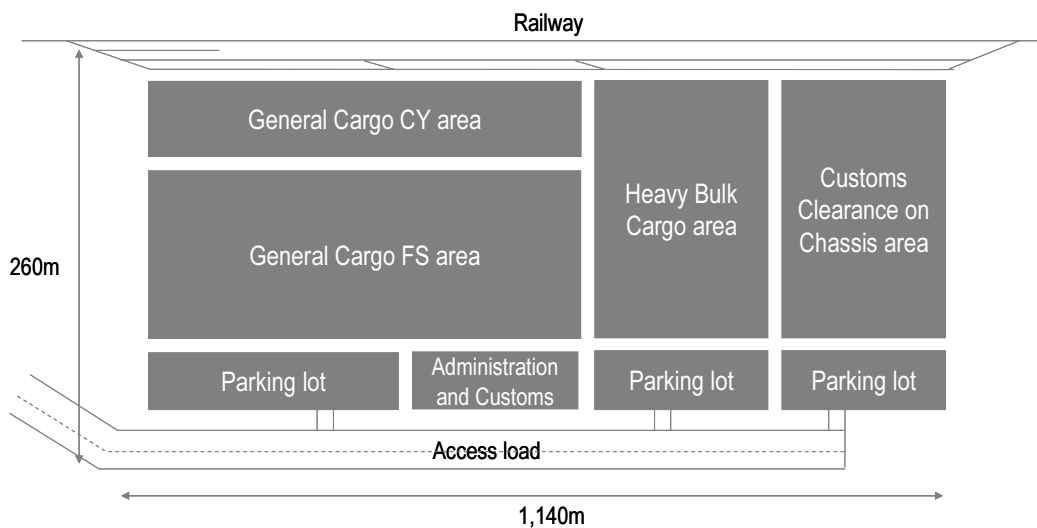 Railway
General Cargo CY area
General Cargo FS area
Heavy Bulk
Cargo area
Customs
Clearance on
Chassis area
260m
Parking lot
Administration
and Customs
Parking lot
Parking lot
Access load
1,140m